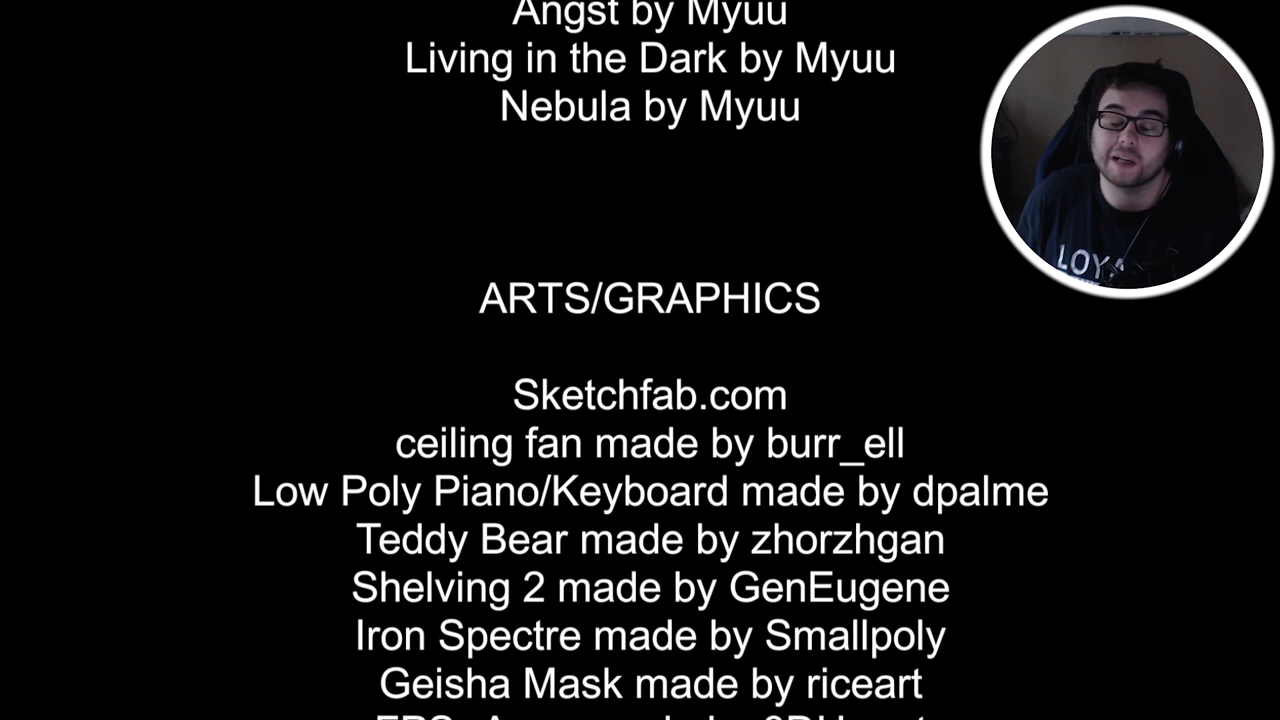 Angst by Myuu
Living in the Dark by Myuu
Nebula by Myuu
LOYA
ARTS/GRAPHICS
Sketchfab.com
ceiling fan made by burr_ell
Low Poly Piano/Keyboard made by dpalme
Teddy Bear made by zhorzhgan
Shelving 2 made by GenEugene
Iron Spectre made by Smallpoly
Geisha Mask made by riceart